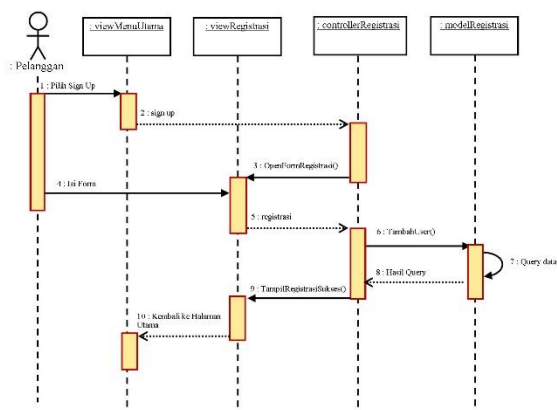 : viewMenuUtama
: viewRegistrasi
: controllerRegistrasi
: modelRegistrasi
: Pelanggan
1 : Pilih Sign Up
2 : sign up
3 : OpenFormRegistrasi()
4 : Isi Form
5 : registrasi
6 : TambahUser()
7 : Query data
8 : Hasil Query
9 : TampilRegistrasiSukses()
10 : Kembali ke Halaman
Utama